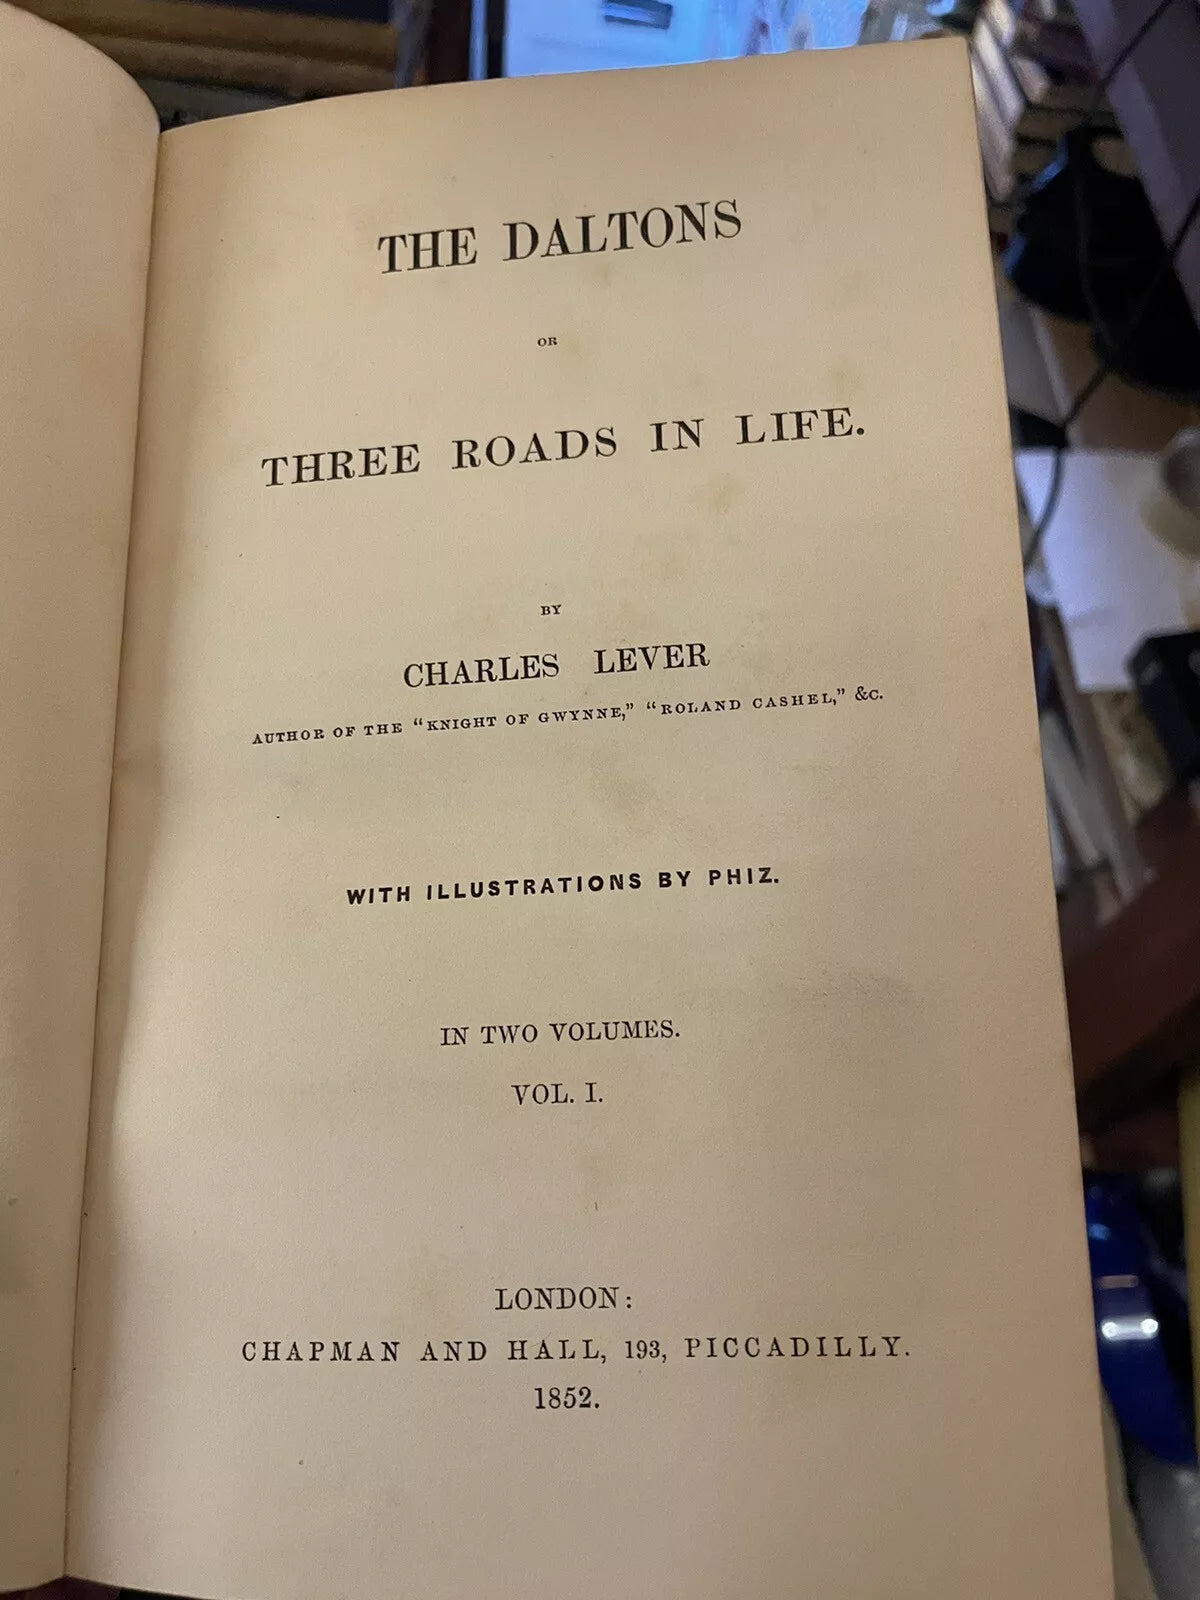 THE DALTONS
OR
THREE ROADS IN LIFE.
BY
CHARLES LEVER
AUTHOR OF THE “KNIGHT OF GWYNNE,” “ROLAND CASHEL,” &c.
WITH ILLUSTRATIONS BY PHIZ.
IN TWO VOLUMES.
VOL. I.
LONDON:
CHAPMAN AND HALL, 193, PICCADILLY.
1852.